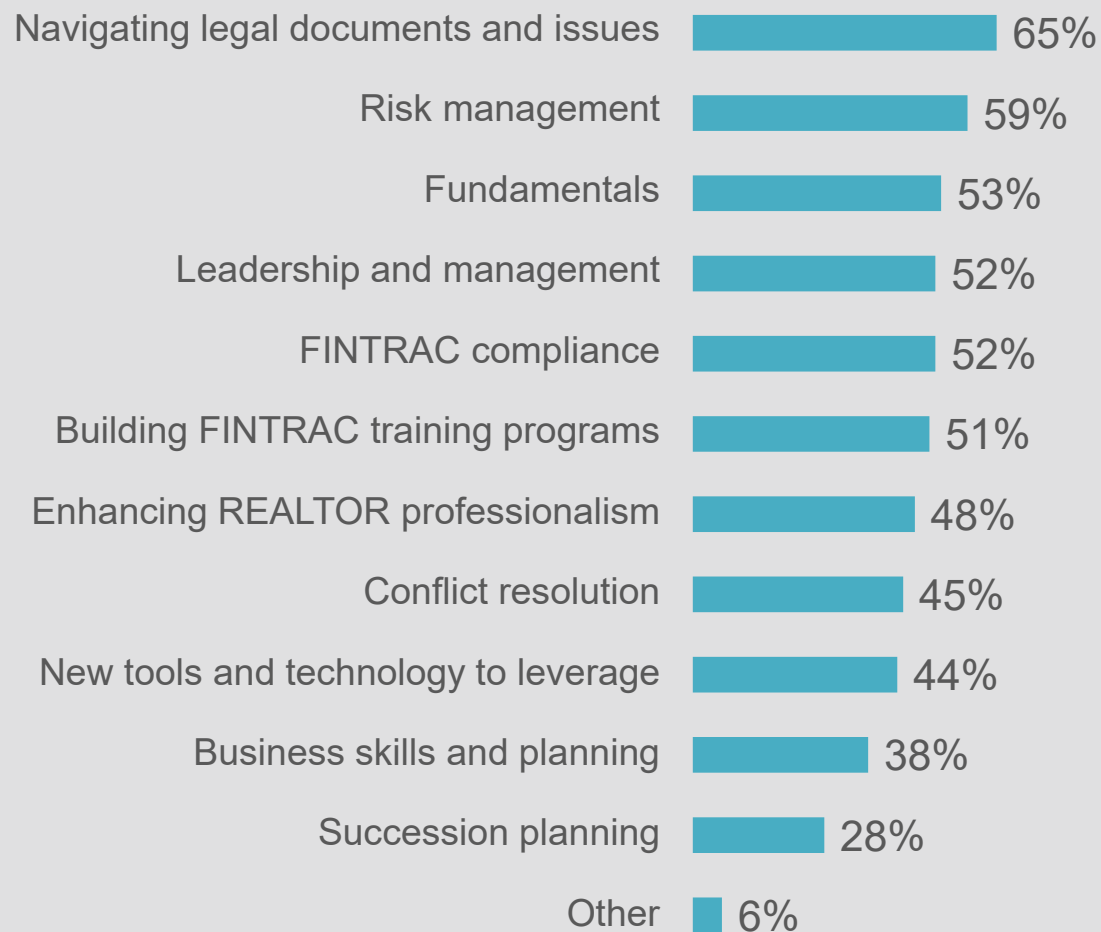 Navigating legal documents and issues 65%
Risk management 59%
Fundamentals 53%
Leadership and management 52%
FINTRAC compliance 52%
Building FINTRAC training programs 51%
Enhancing REALTOR professionalism 48%
Conflict resolution 45%
New tools and technology to leverage 44%
Business skills and planning 38%
Succession planning 28%
Other 6%